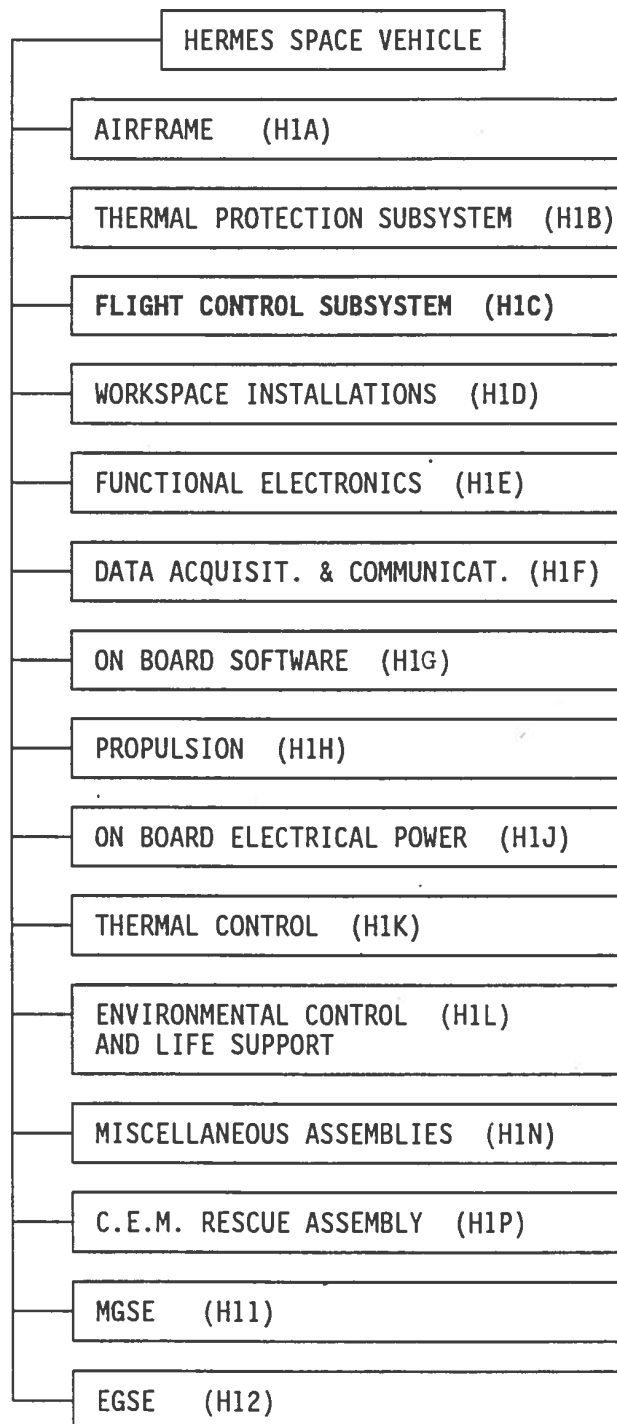 HERMES SPACE VEHICLE
AIRFRAME (H1A)
THERMAL PROTECTION SUBSYSTEM (H1B)
FLIGHT CONTROL SUBSYSTEM (H1C)
WORKSPACE INSTALLATIONS (H1D)
FUNCTIONAL ELECTRONICS (H1E)
DATA ACQUISIT. & COMMUNICAT. (H1F)
ON BOARD SOFTWARE (H1G)
PROPULSION (H1H)
ON BOARD ELECTRICAL POWER (H1J)
THERMAL CONTROL (H1K)
ENVIRONMENTAL CONTROL (H1L)
AND LIFE SUPPORT
MISCELLANEOUS ASSEMBLIES (H1N)
C.E.M. RESCUE ASSEMBLY (H1P)
MGSE (H11)
EGSE (H12)